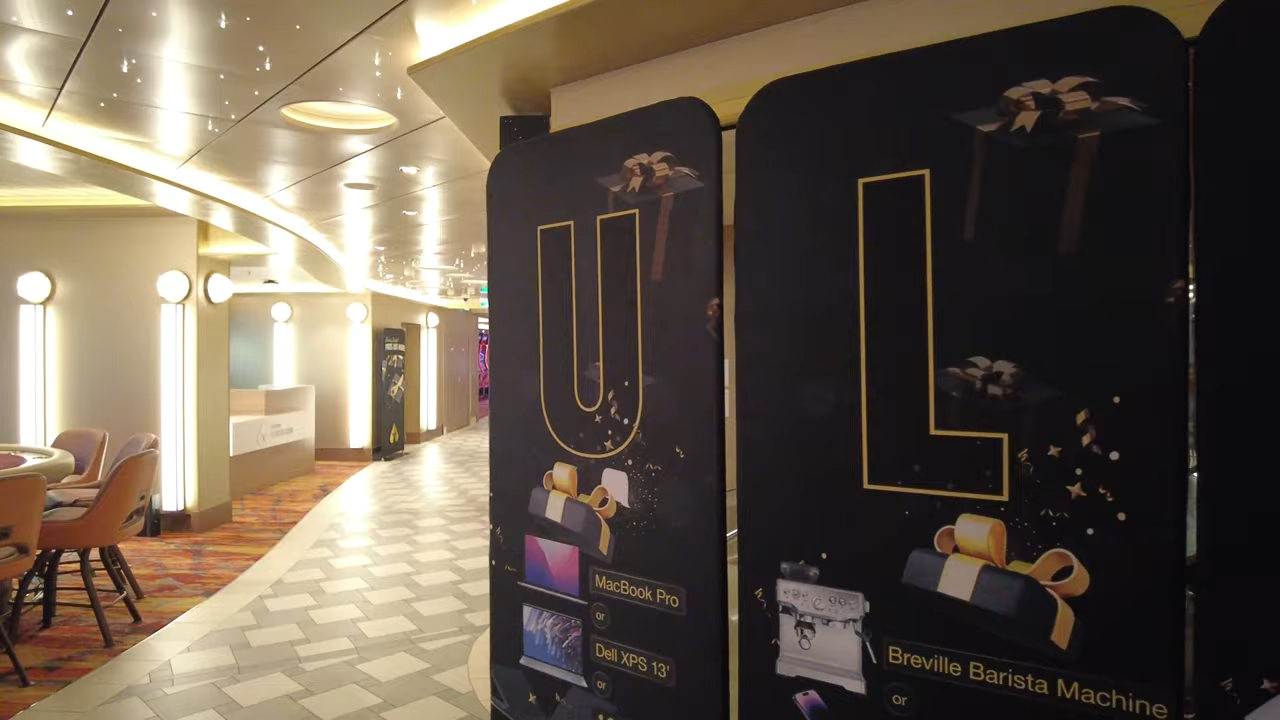 U
MacBook Pro
or
Dell XPS 13'
or
L
Breville Barista Machine
or